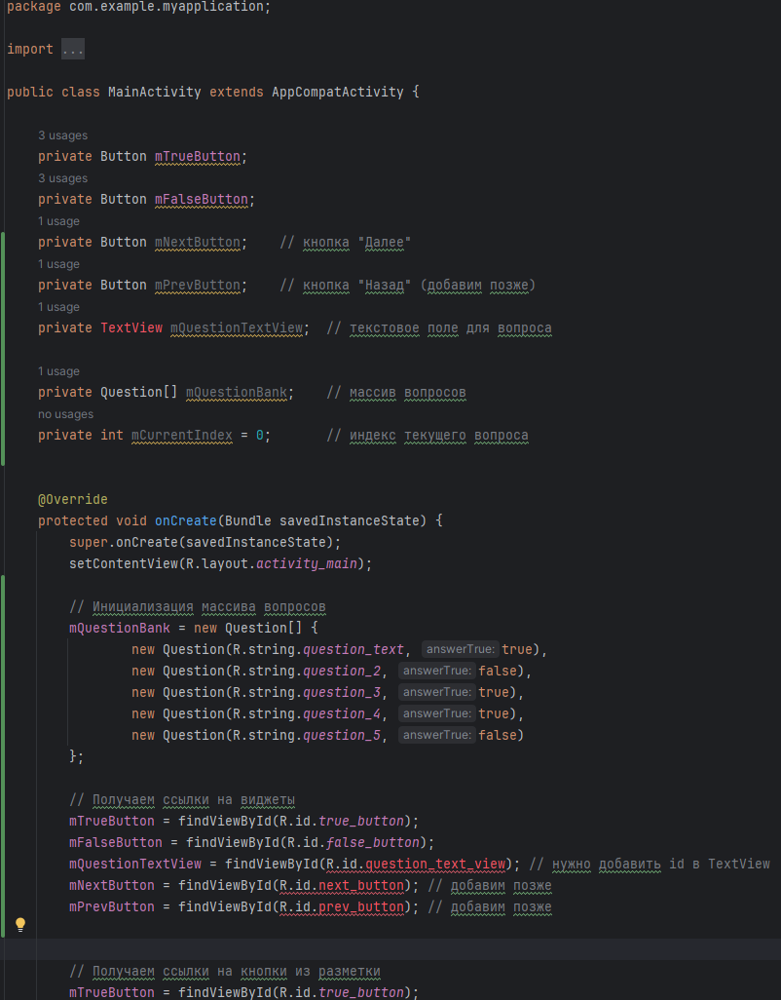 package com.example.myapplication;
import ...
public class MainActivity extends AppCompatActivity {
3 usages
private Button mTrueButton;
3 usages
private Button mFalseButton;
1 usage
private Button mNextButton;    // кнопка "Далее"
1 usage
private Button mPrevButton;    // кнопка "Назад" (добавим позже)
1 usage
private TextView mQuestionTextView;  // текстовое поле для вопроса
1 usage
private Question[] mQuestionBank;    // массив вопросов
no usages
private int mCurrentIndex = 0;       // индекс текущего вопроса
@Override
protected void onCreate(Bundle savedInstanceState) {
super.onCreate(savedInstanceState);
setContentView(R.layout.activity_main);
// Инициализация массива вопросов
mQuestionBank = new Question[] {
new Question(R.string.question_text, answerTrue: true),
new Question(R.string.question_2, answerTrue: false),
new Question(R.string.question_3, answerTrue: true),
new Question(R.string.question_4, answerTrue: true),
new Question(R.string.question_5, answerTrue: false)
};
// Получаем ссылки на виджеты
mTrueButton = findViewById(R.id.true_button);
mFalseButton = findViewById(R.id.false_button);
mQuestionTextView = findViewById(R.id.question_text_view); // нужно добавить id в TextView
mNextButton = findViewById(R.id.next_button); // добавим позже
mPrevButton = findViewById(R.id.prev_button); // добавим позже
// Получаем ссылки на кнопки из разметки
mTrueButton = findViewById(R.id.true_button);